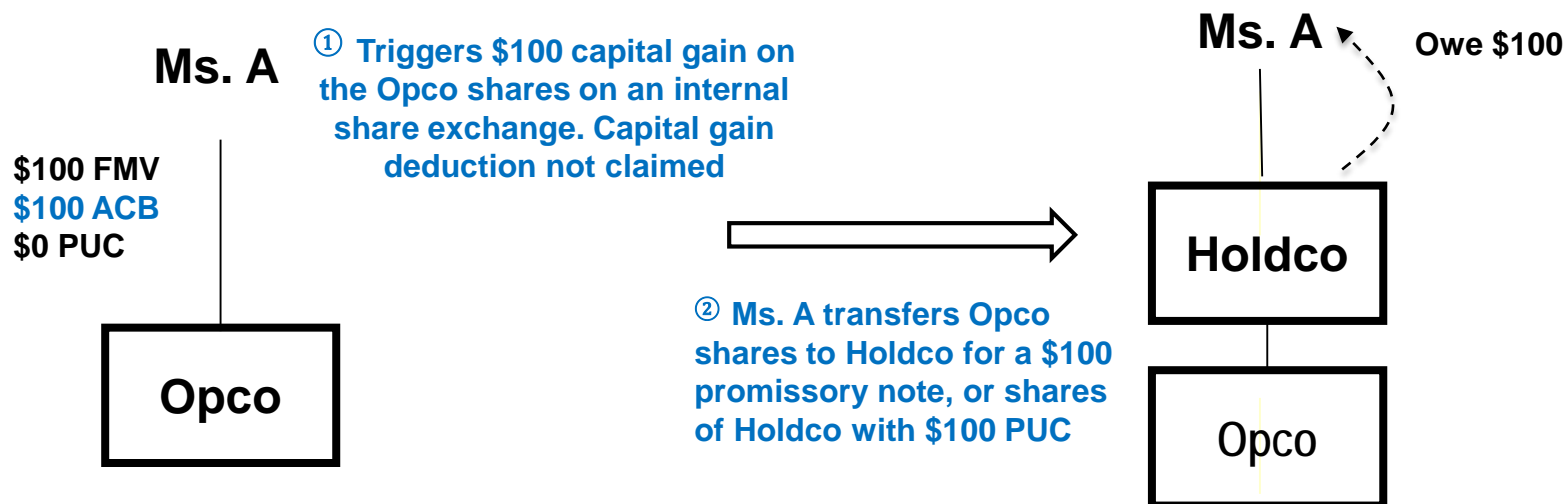 Ms. A
① Triggers $100 capital gain on
the Opco shares on an internal
share exchange. Capital gain
deduction not claimed
$100 FMV
$100 ACB
$0 PUC
Opco
② Ms. A transfers Opco
shares to Holdco for a $100
promissory note, or shares
of Holdco with $100 PUC
Ms. A
Owe $100
Holdco
Opco